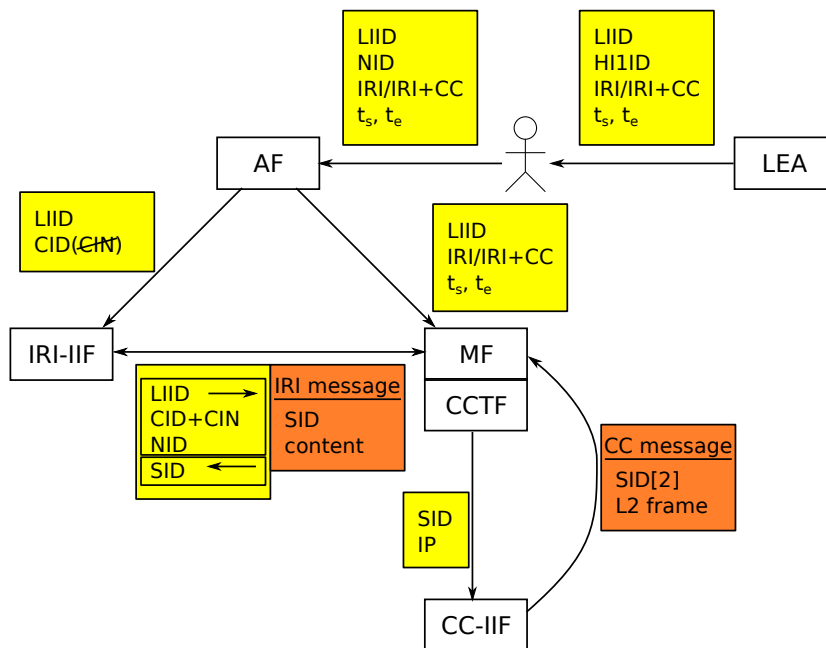 LIID
NID
IRI/IRI+CC
ts, te
LIID
HI1ID
IRI/IRI+CC
ts, te
AF
LEA
LIID
CID(CIN)
LIID
IRI/IRI+CC
ts, te
IRI-IIF
MF
CCTF
LIID
CID+CIN
NID
SID
IRI message
SID
content
CC message
SID[2]
L2 frame
SID
IP
CC-IIF